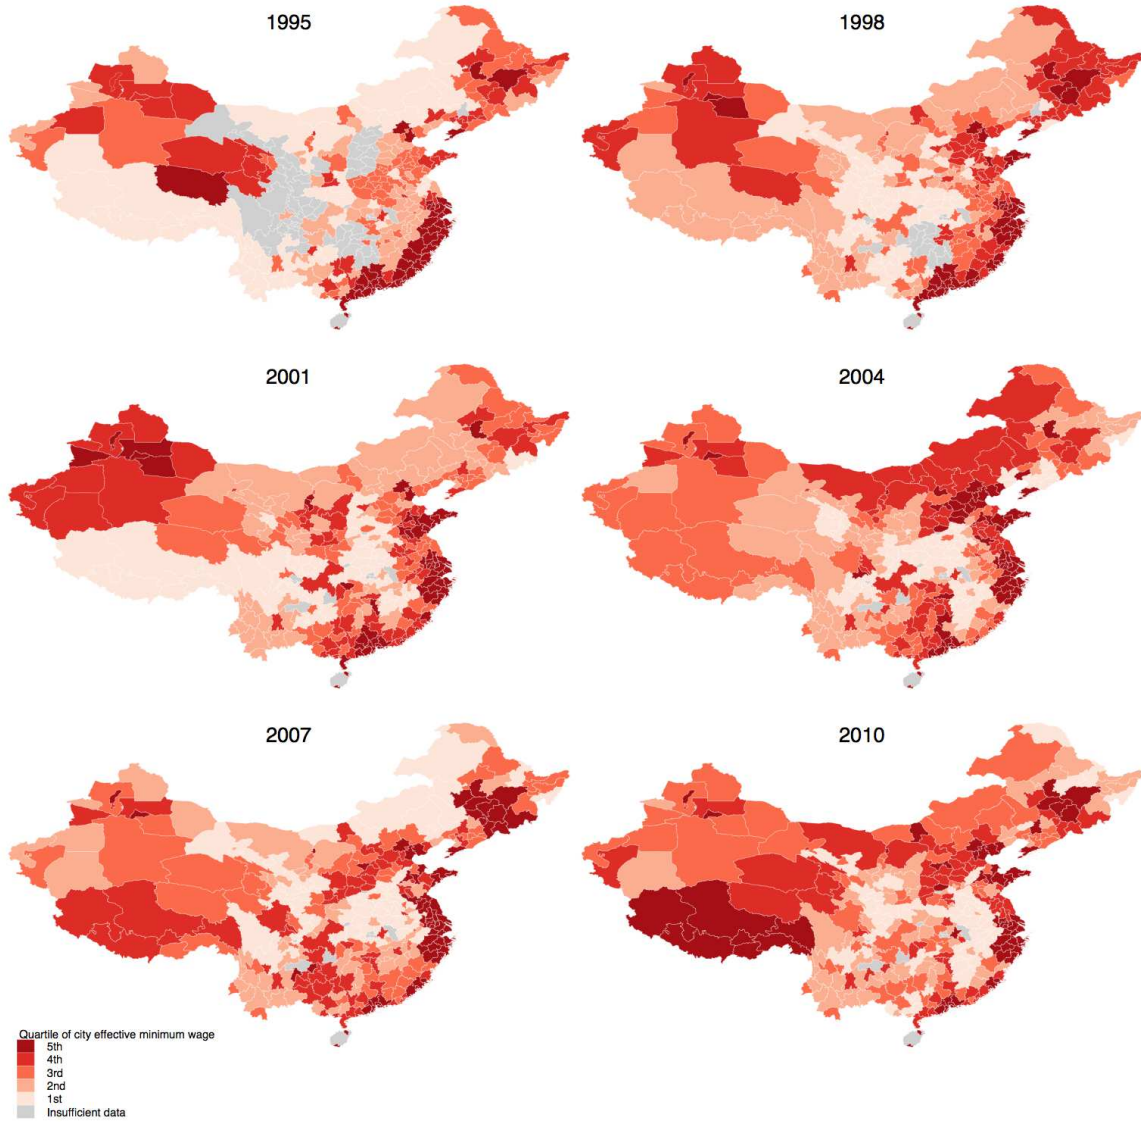 1995
1998
2001
2004
2007
2010
Quartile of city effective minimum wage
5th
4th
3rd
2nd
1st
Insufficient data